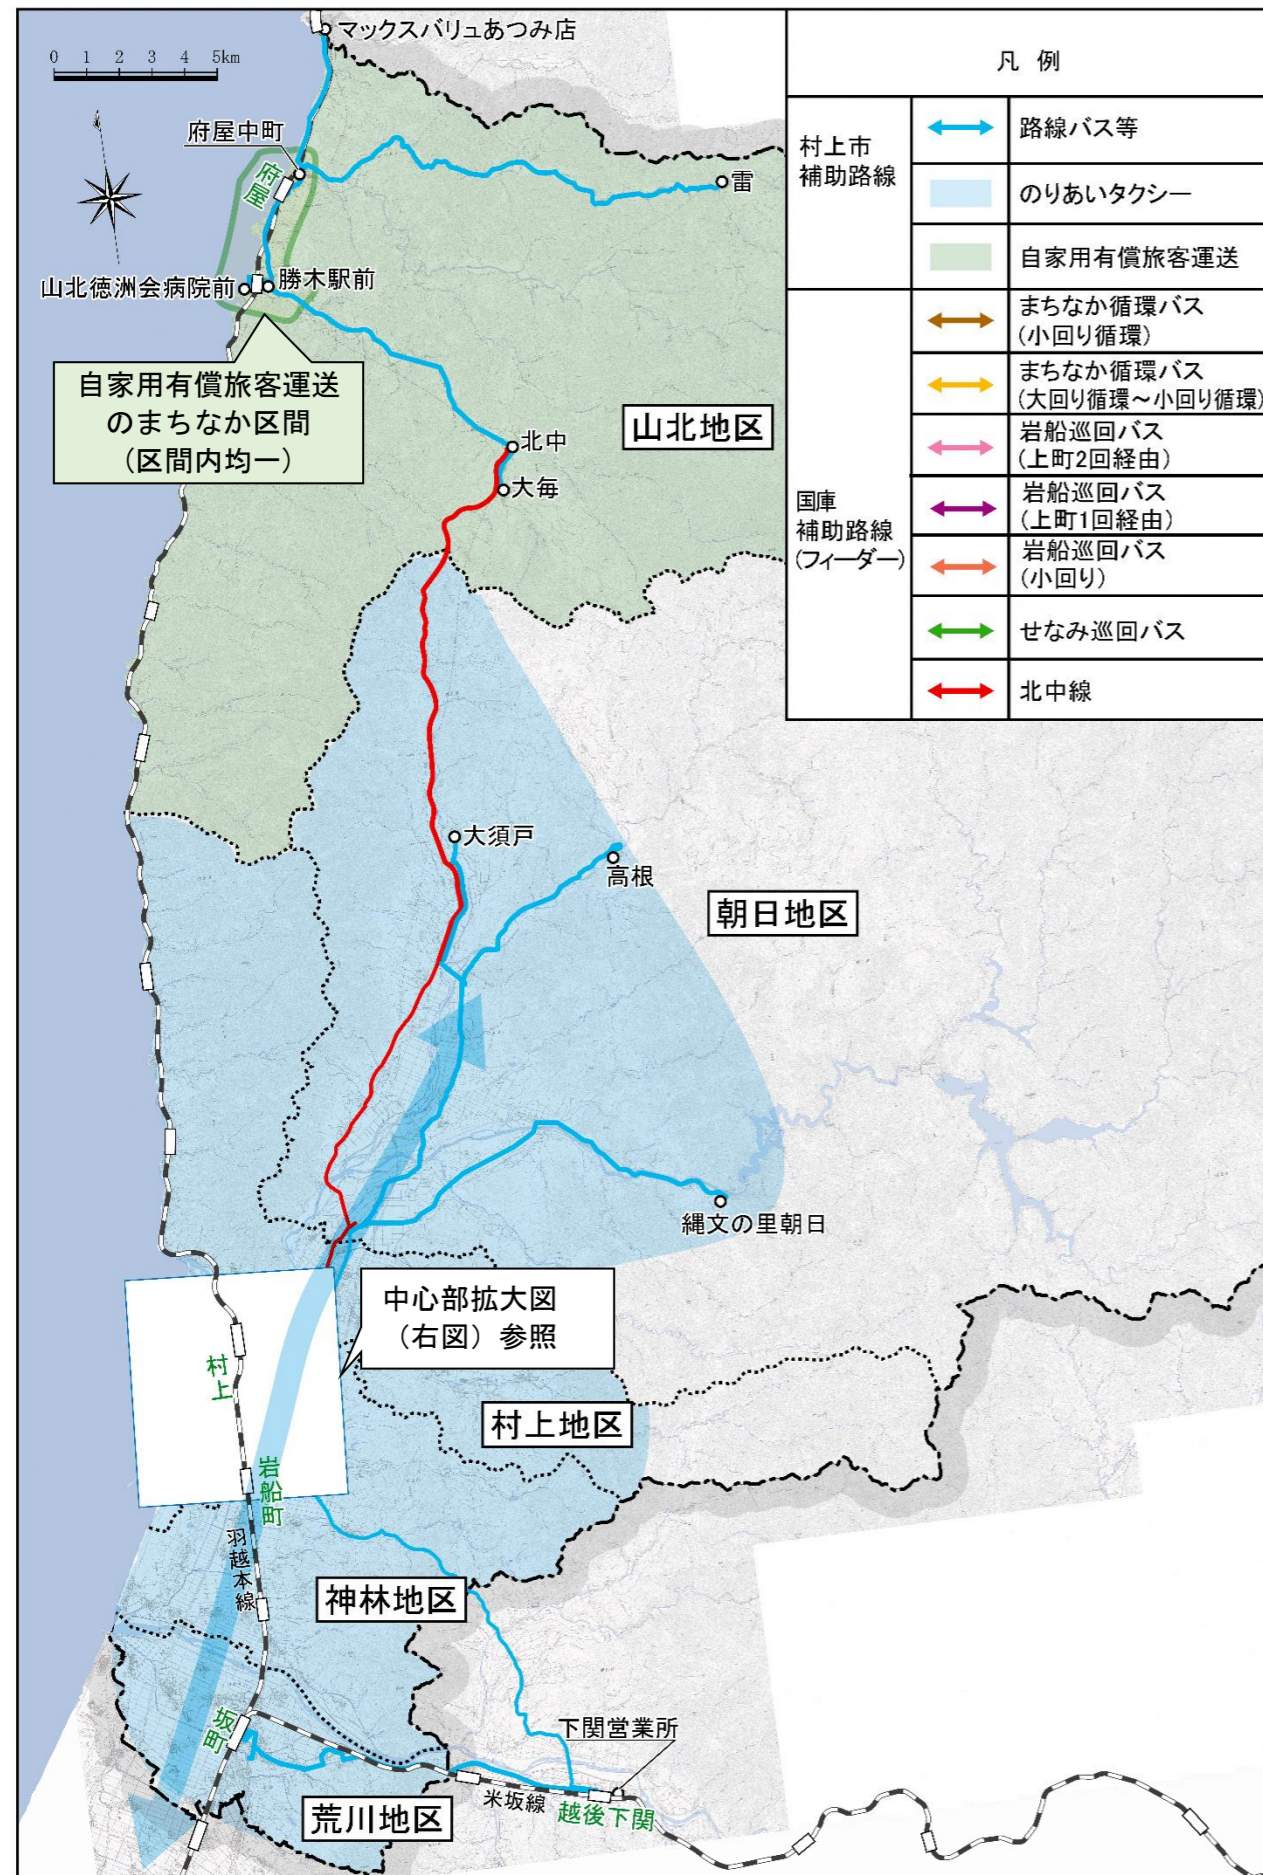 マックスバリュあつみ店
0 1 2 3 4 5km
府屋中町
府屋
雷
山北徳洲会病院前
勝木駅前
自家用有償旅客運送
のまちなか区間
（区間内均一）
山北地区
北中
大毎
凡 例
村上市
補助路線
路線バス等
のりあいタクシー
自家用有償旅客運送
国庫
補助路線
(フィーダー)
まちなか循環バス
(小回り循環)
まちなか循環バス
(大回り循環～小回り循環)
岩船巡回バス
(上町2回経由)
岩船巡回バス
(上町1回経由)
岩船巡回バス
(小回り)
せなみ巡回バス
北中線
大須戸
高根
朝日地区
縄文の里朝日
中心部拡大図
（右図）参照
村上
村上地区
岩船町
羽越本線
神林地区
坂町
下関営業所
米坂線
越後下関
荒川地区